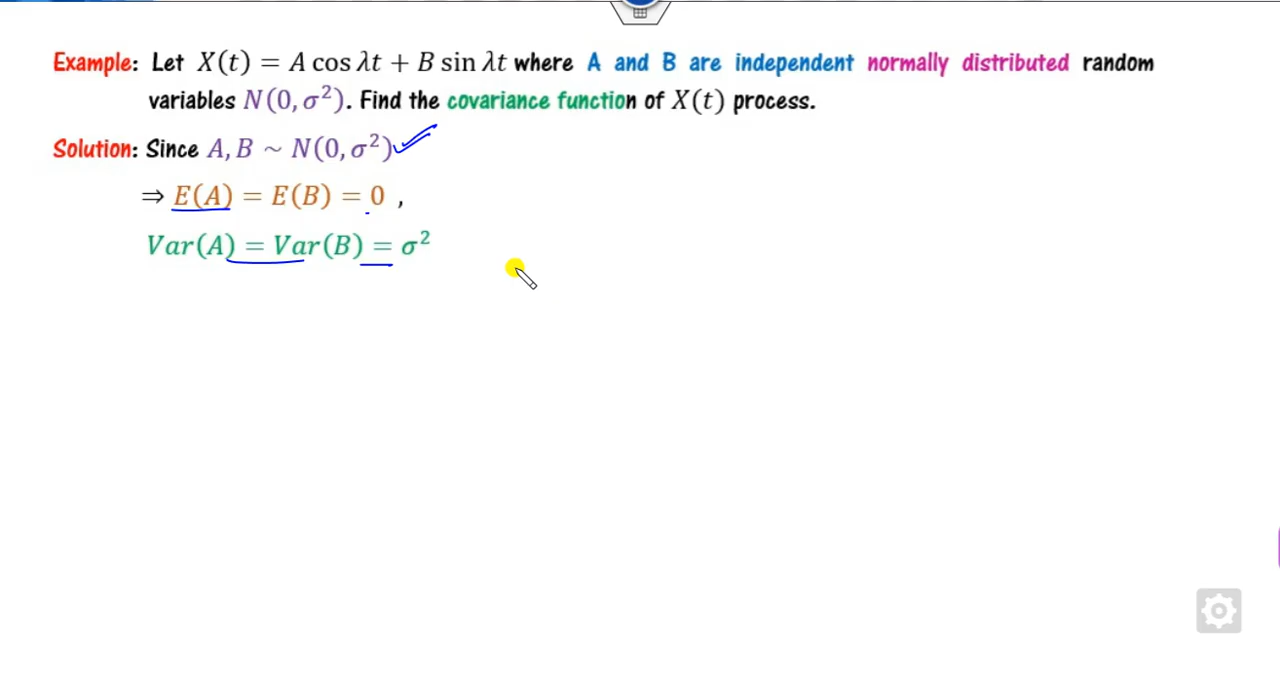 Example: Let X(t) = A cos λt + B sin λt where A and B are independent normally distributed random
variables N(0, σ²). Find the covariance function of X(t) process.
Solution: Since A, B ~ N(0, σ²)
⇒ E(A) = E(B) = 0 ,
Var(A) = Var(B) = σ²